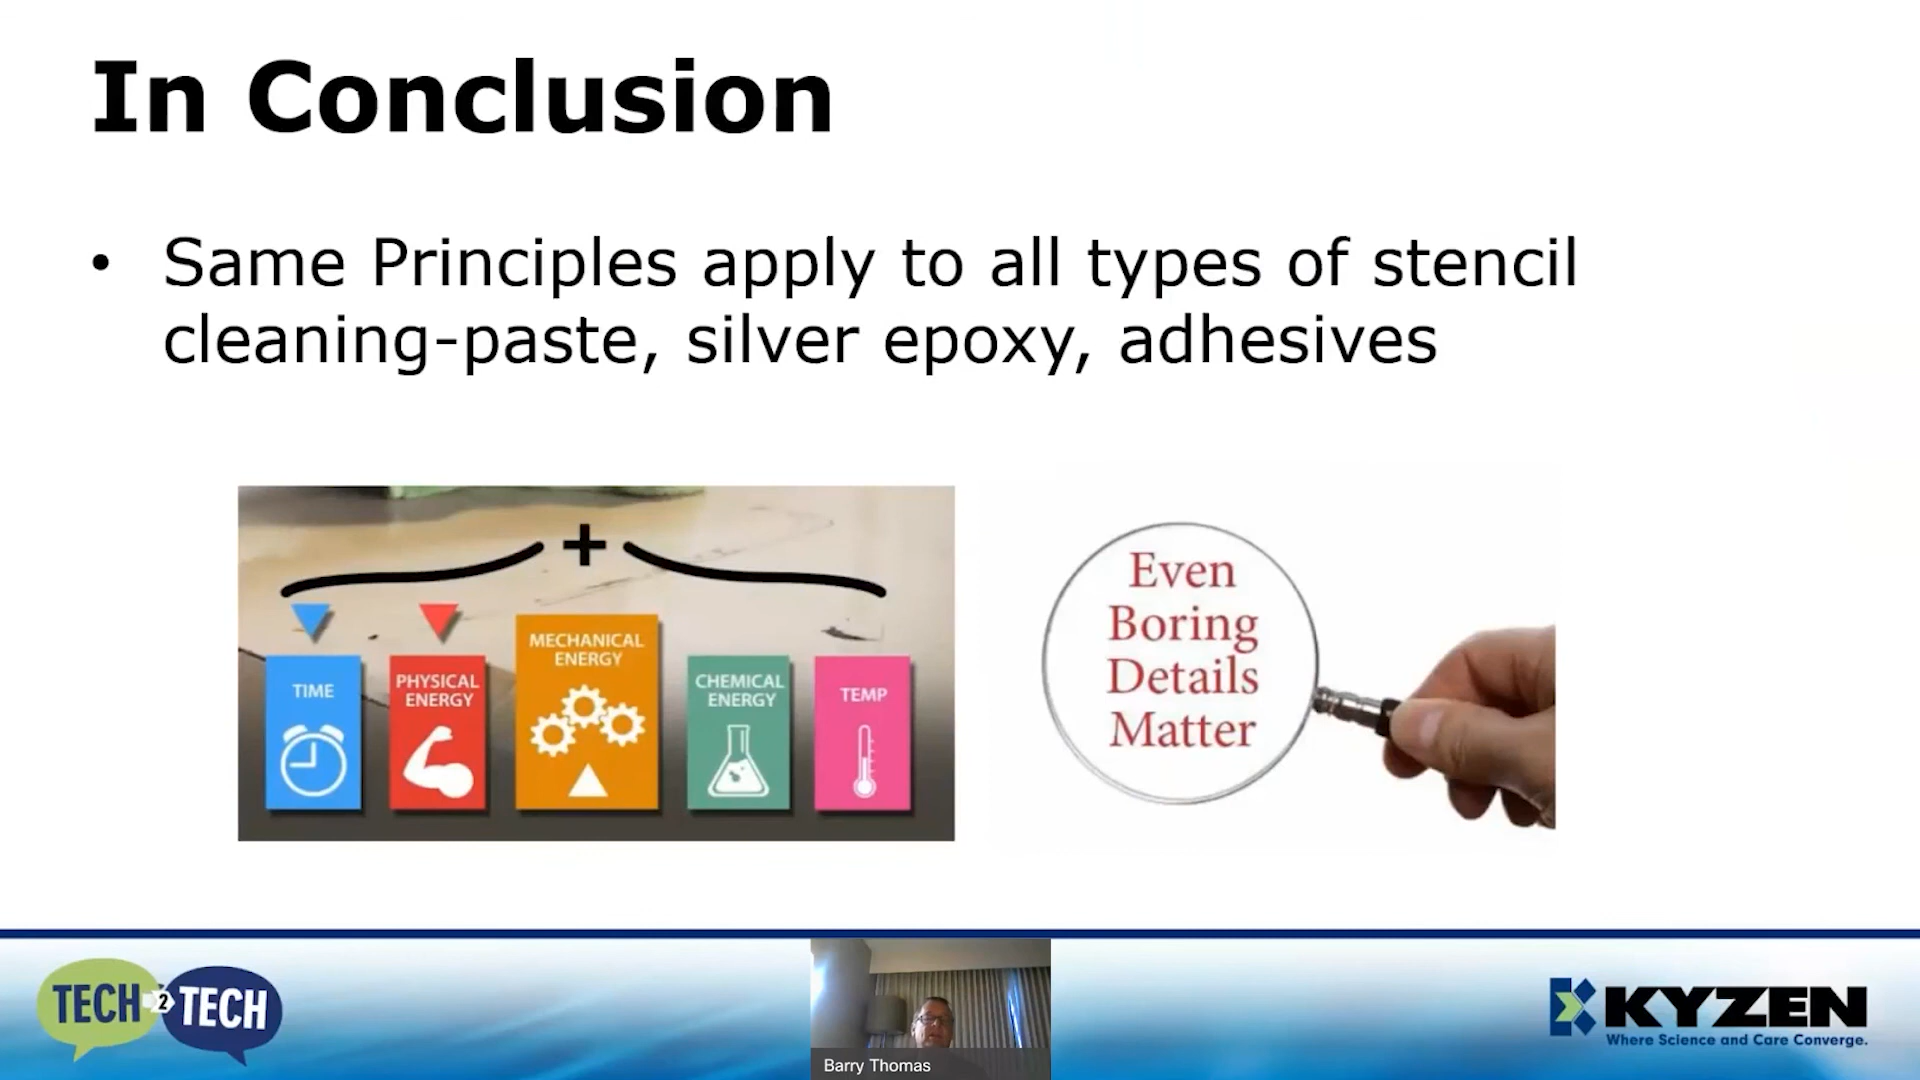 In Conclusion
• Same Principles apply to all types of stencil
cleaning-paste, silver epoxy, adhesives
+
TIME
PHYSICAL
ENERGY
MECHANICAL
ENERGY
CHEMICAL
ENERGY
TEMP
Even
Boring
Details
Matter
TECH 2 TECH
Barry Thomas
KYZEN
Where Science and Care Converge.